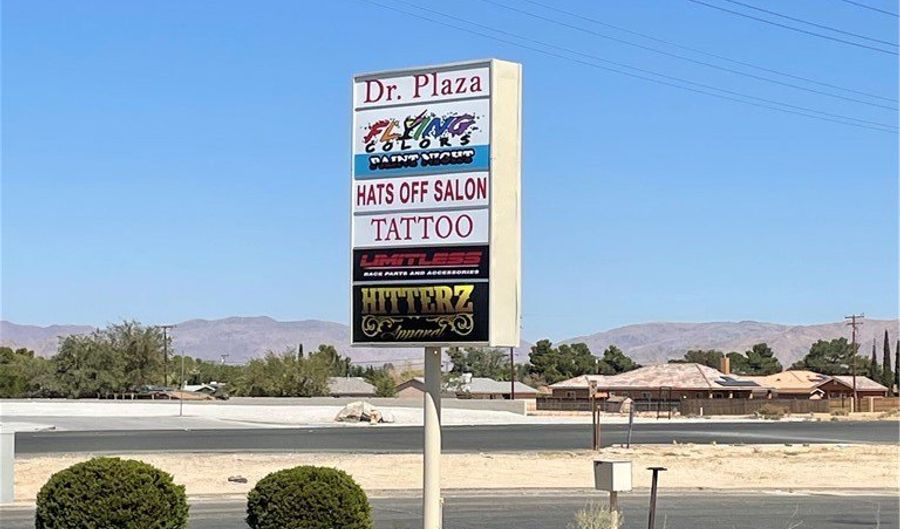 Dr. Plaza
FLYING
COLORS
PAINT NIGHT
HATS OFF SALON
TATTOO
LIMITLESS
RACE PARTS AND ACCESSORIES
HITTERZ
Apparel